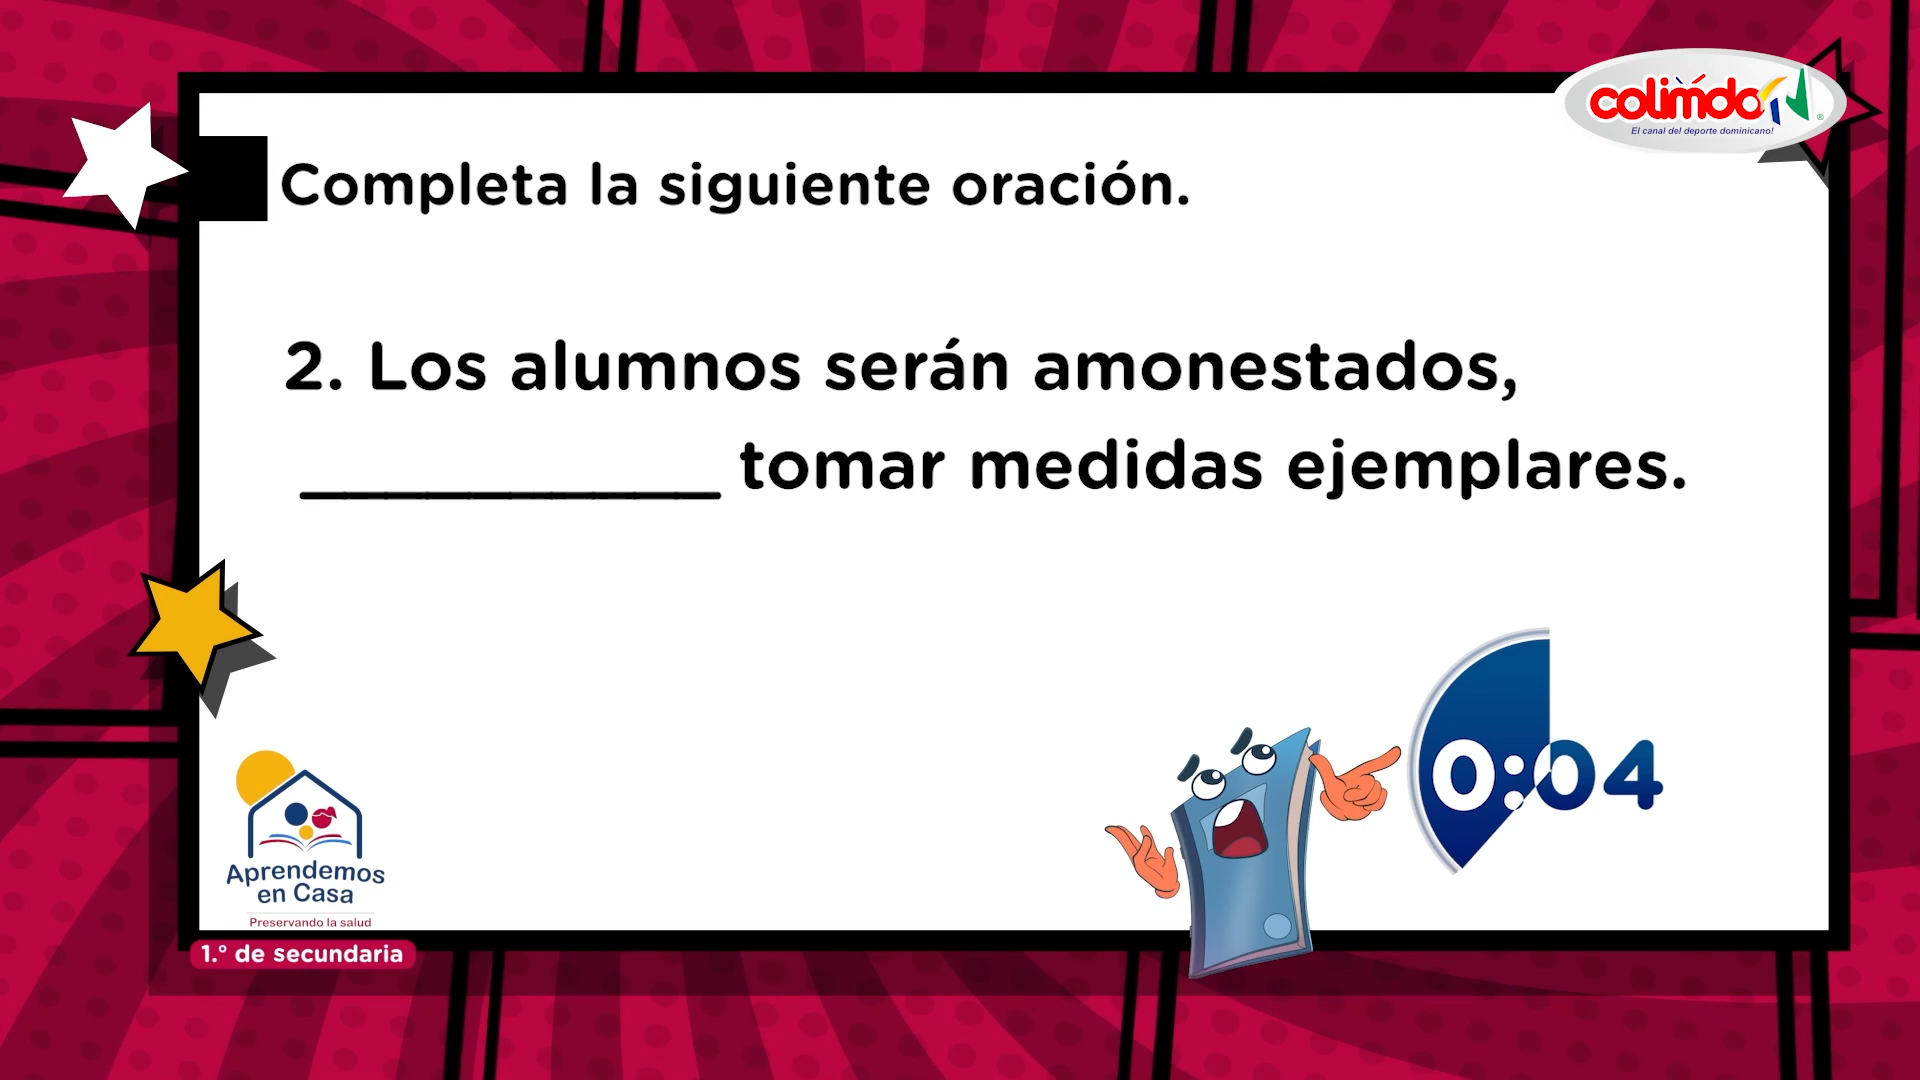 colimdo
El canal del deporte dominicano!
Completa la siguiente oración.
2. Los alumnos serán amonestados,
__________ tomar medidas ejemplares.
0:04
Aprendemos
en Casa
Preservando la salud
1.° de secundaria